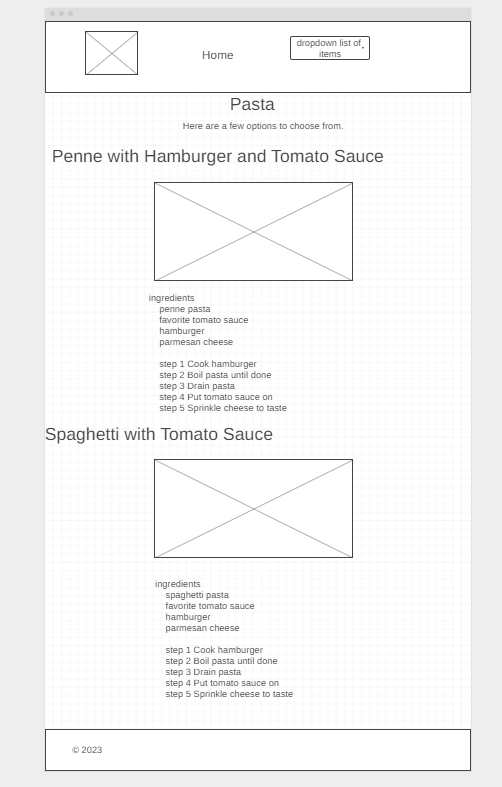 Home
dropdown list of
items
Pasta
Here are a few options to choose from.
Penne with Hamburger and Tomato Sauce
ingredients
penne pasta
favorite tomato sauce
hamburger
parmesan cheese
step 1 Cook hamburger
step 2 Boil pasta until done
step 3 Drain pasta
step 4 Put tomato sauce on
step 5 Sprinkle cheese to taste
Spaghetti with Tomato Sauce
ingredients
spaghetti pasta
favorite tomato sauce
hamburger
parmesan cheese
step 1 Cook hamburger
step 2 Boil pasta until done
step 3 Drain pasta
step 4 Put tomato sauce on
step 5 Sprinkle cheese to taste
© 2023